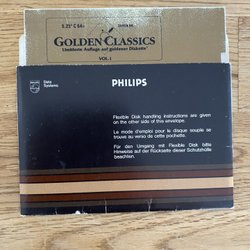 5.25" C 64
GOLDEN CLASSICS
Limitierte Auflage auf goldener Diskette
VOL. 1
Data
Systems
PHILIPS
PHILIPS
Flexible Disk handling instructions are given
on the other side of this envelope.
Le mode d'emploi pour le disque souple se
trouve au verso de cette pochette.
Für den Umgang mit Flexible Disk bitte
Hinweise auf der Rückseite dieser Schutzhülle
beachten.